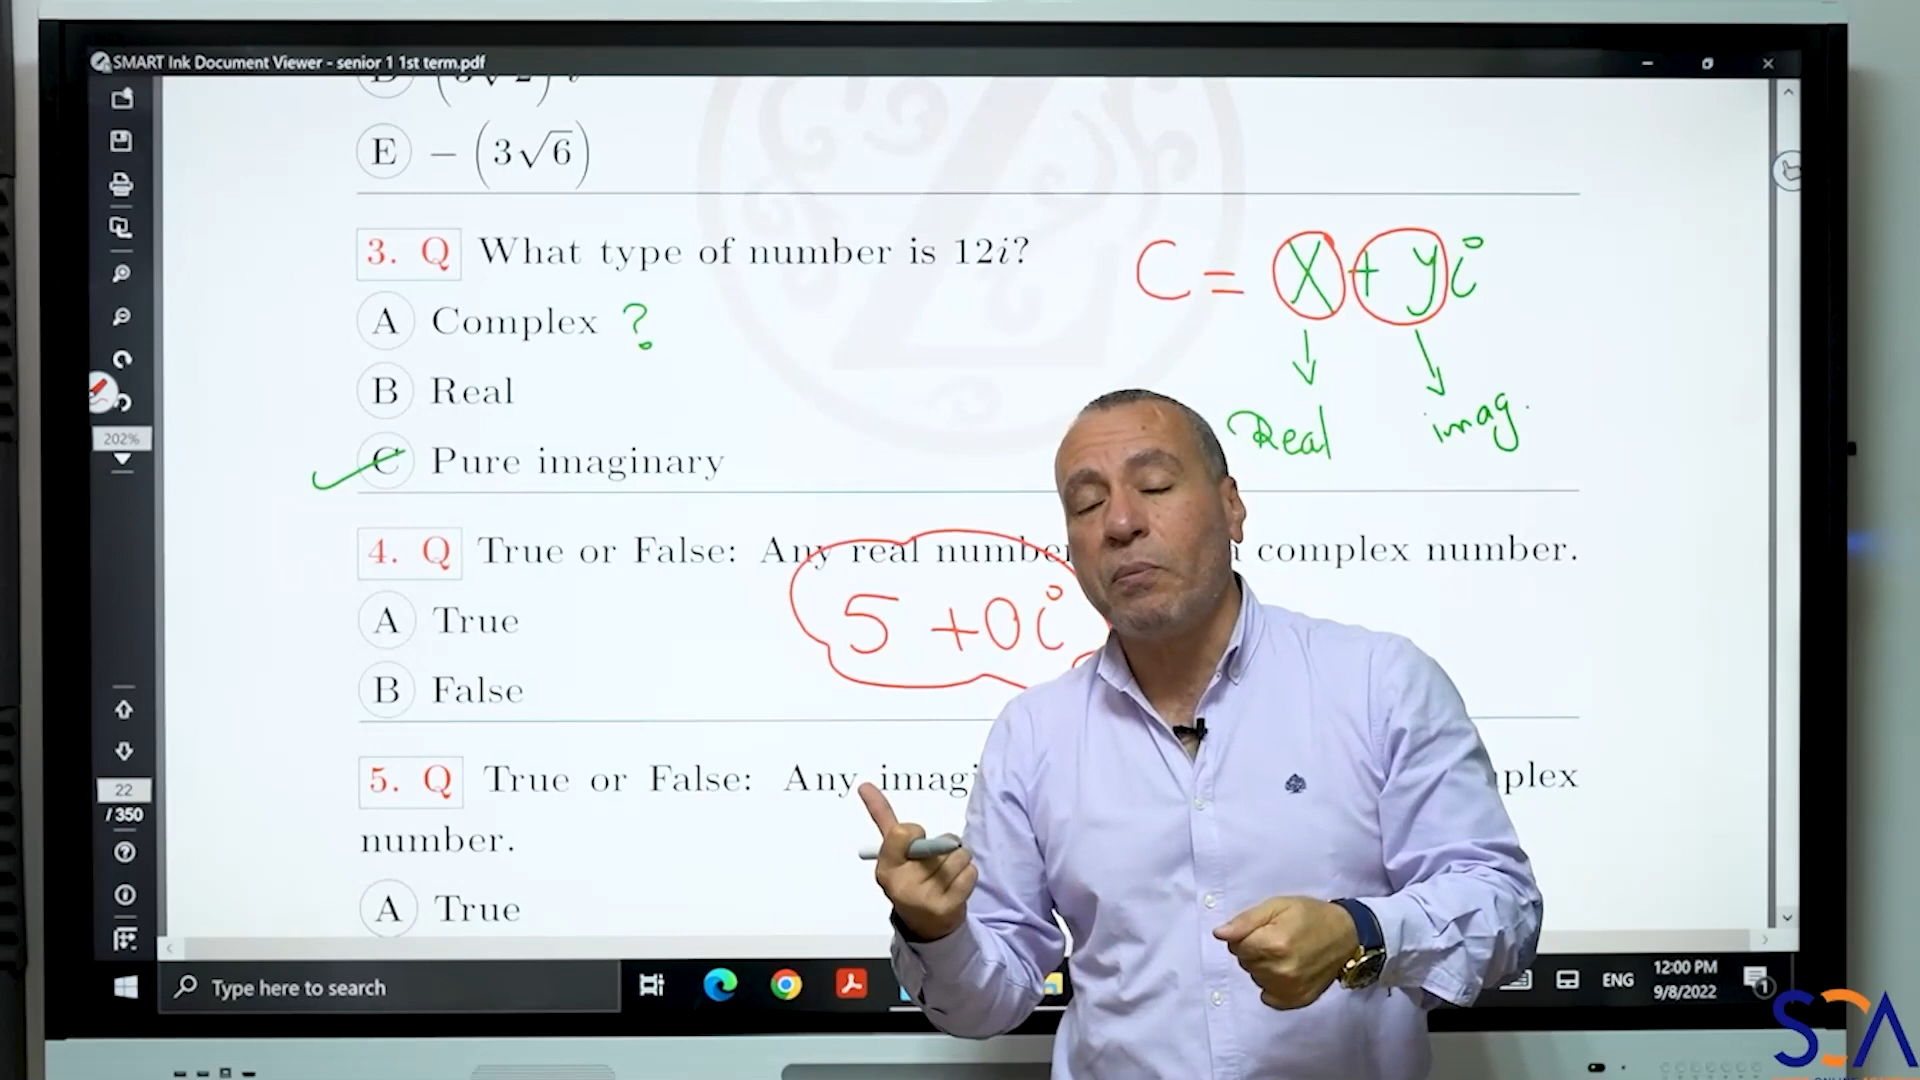 SMART Ink Document Viewer - senior 1 1st term.pdf
E − (3√6)
3. Q What type of number is 12i?
C = x + yi
A Complex ?
B Real
Real imag.
C Pure imaginary
4. Q True or False: Any real number complex number.
5 + 0i
A True
B False
5. Q True or False: Any
number.
A True
202%
22
/ 350
Type here to search
ENG
12:00 PM
9/8/2022
1